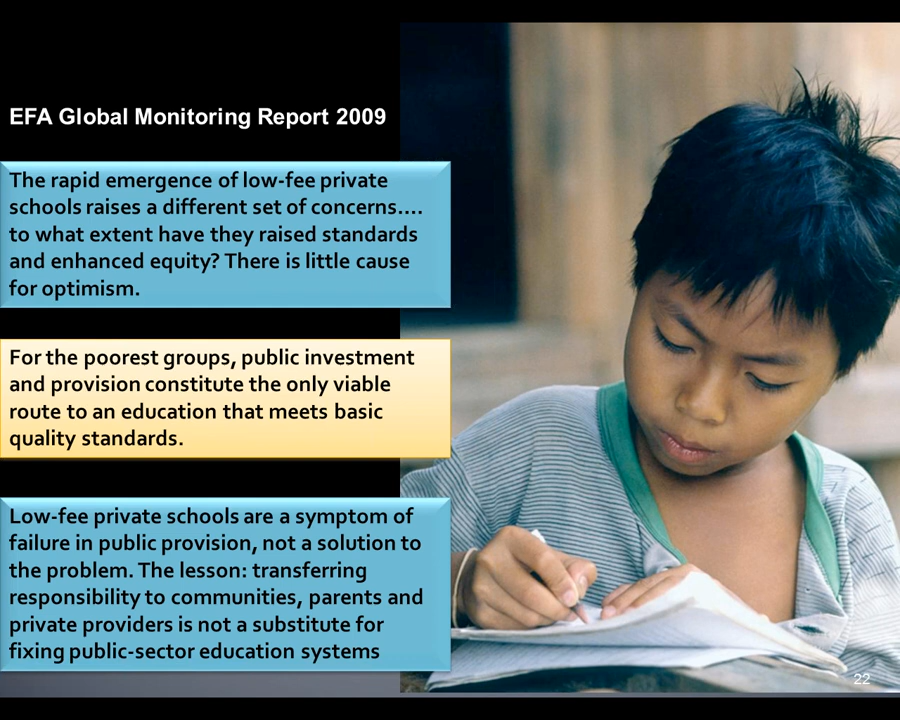 EFA Global Monitoring Report 2009
The rapid emergence of low-fee private
schools raises a different set of concerns....
to what extent have they raised standards
and enhanced equity? There is little cause
for optimism.
For the poorest groups, public investment
and provision constitute the only viable
route to an education that meets basic
quality standards.
Low-fee private schools are a symptom of
failure in public provision, not a solution to
the problem. The lesson: transferring
responsibility to communities, parents and
private providers is not a substitute for
fixing public-sector education systems
22